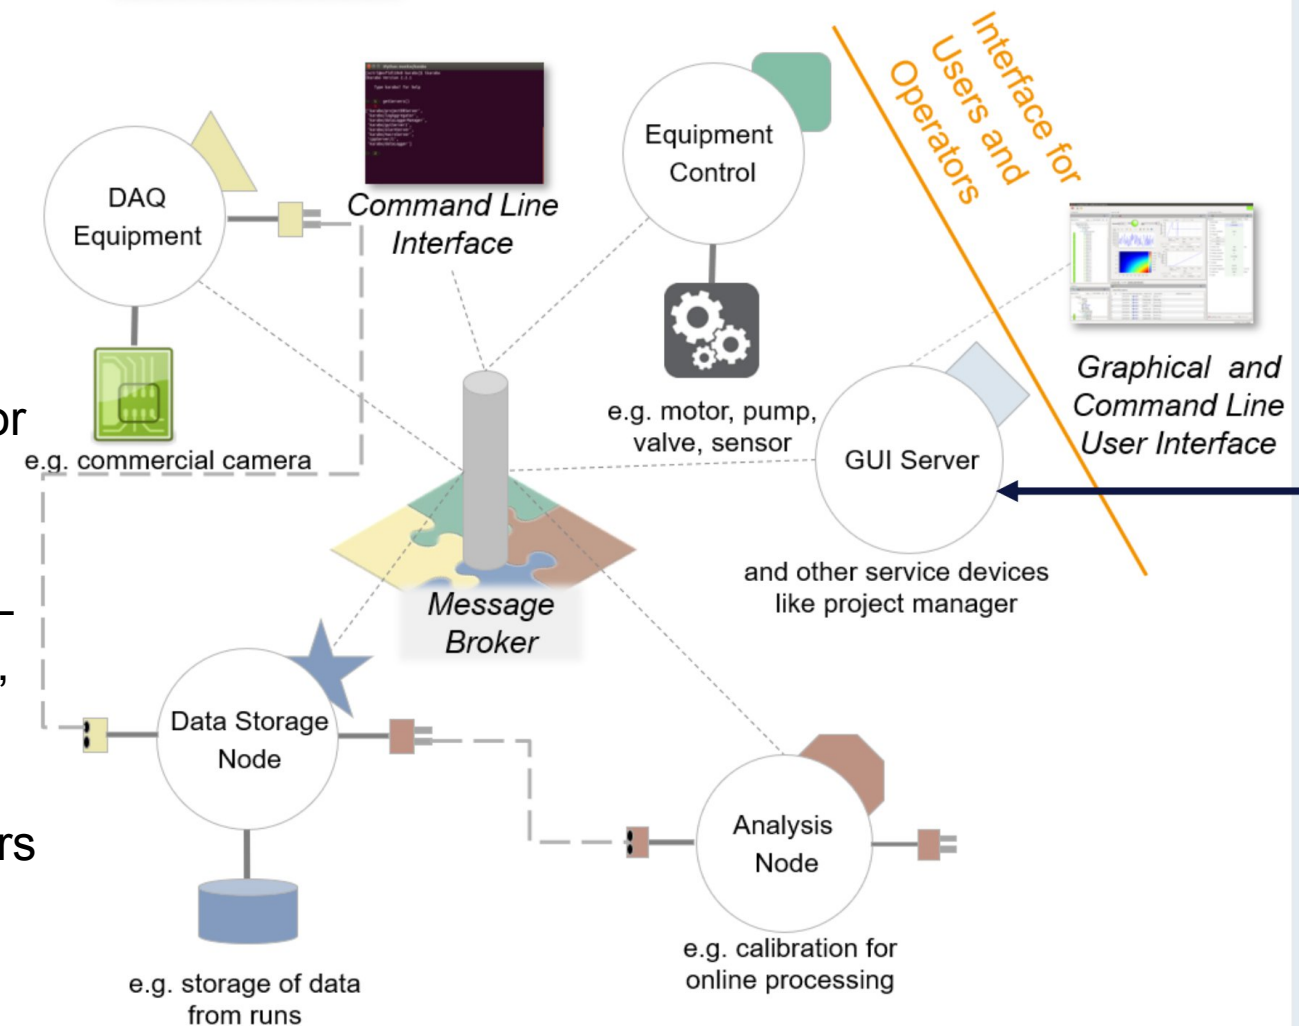 Interface for
Users and
Operators
Equipment
Control
DAQ
Equipment
Command Line
Interface
Graphical and
Command Line
User Interface
e.g. motor, pump,
valve, sensor
or
e.g. commercial camera
GUI Server
and other service devices
like project manager
Message
Broker
–
,
Data Storage
Node
rs
Analysis
Node
e.g. calibration for
online processing
e.g. storage of data
from runs